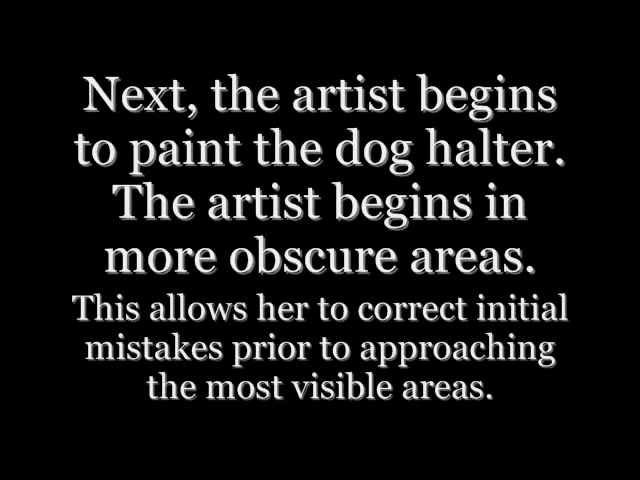 Next, the artist begins
to paint the dog halter.
The artist begins in
more obscure areas.
This allows her to correct initial
mistakes prior to approaching
the most visible areas.